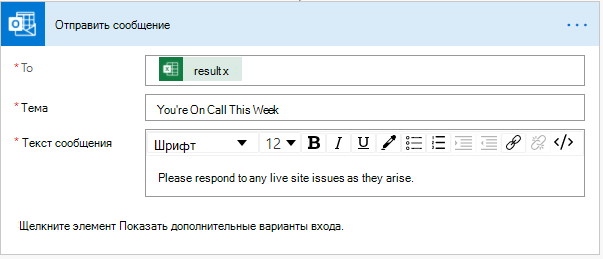 Отправить сообщение
* To result x
* Тема You're On Call This Week
* Текст сообщения Шрифт 12 B I U </>
Please respond to any live site issues as they arise.
Щелкните элемент Показать дополнительные варианты входа.